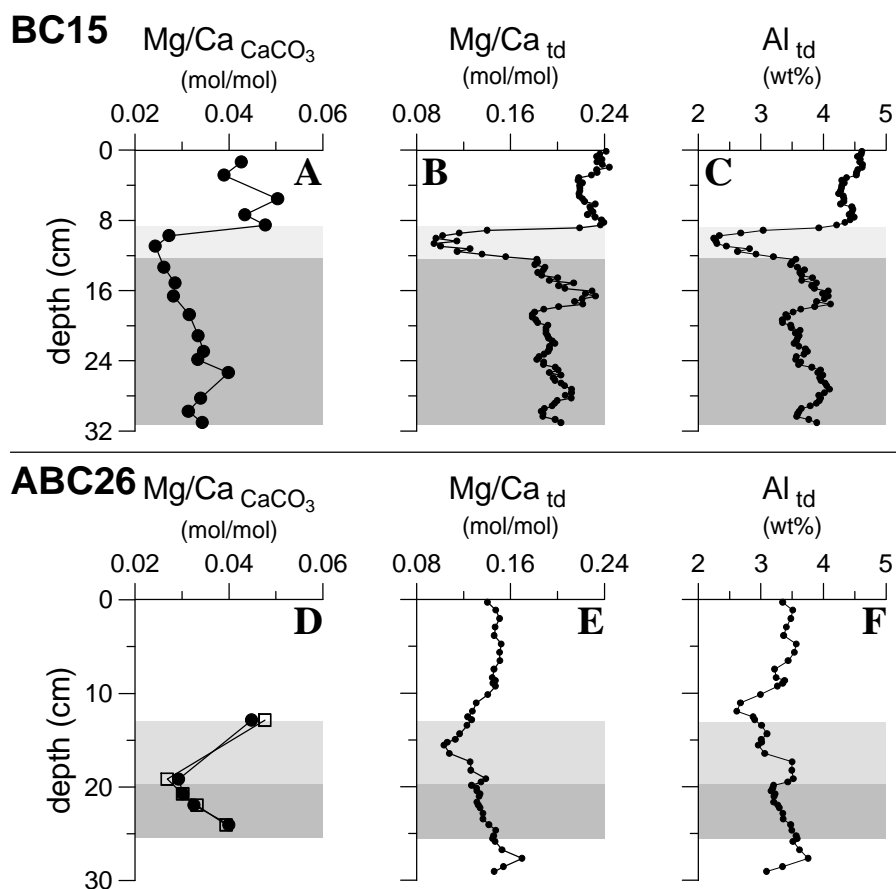 BC15
Mg/Ca CaCO3 Mg/Ca td Al td
(mol/mol) (mol/mol) (wt%)
0.02 0.04 0.06 0.08 0.16 0.24 2 3 4 5
0
A B C
8
16
24
32
depth (cm)
ABC26
Mg/Ca CaCO3 Mg/Ca td Al td
(mol/mol) (mol/mol) (wt%)
0.02 0.04 0.06 0.08 0.16 0.24 2 3 4 5
0
D E F
10
20
30
depth (cm)